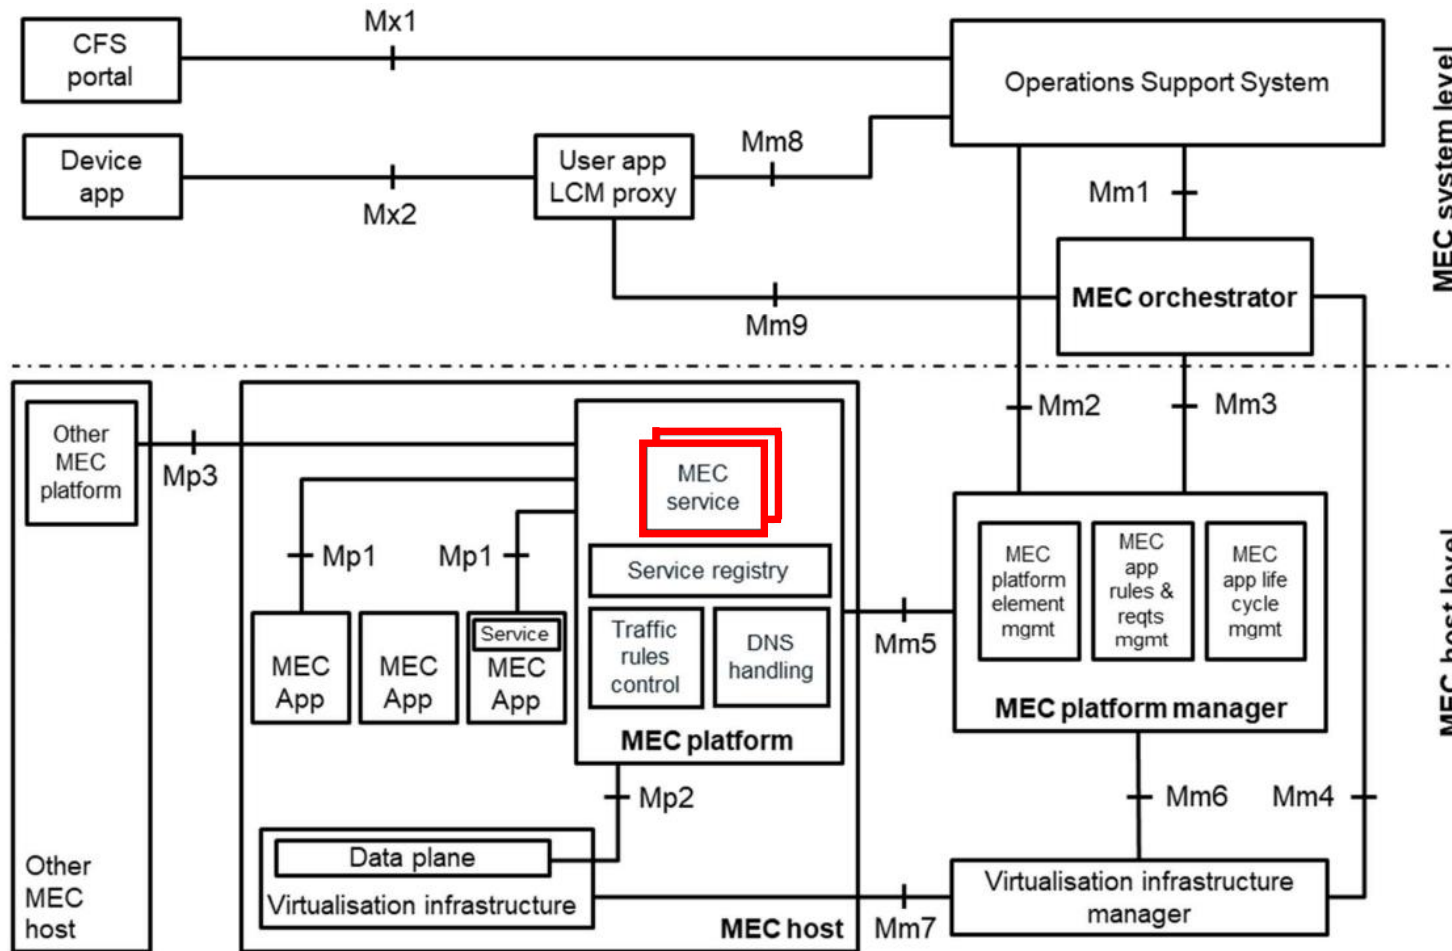 Mx1
CFS
portal
Operations Support System
MEC system level
Device
app
Mx2
User app
LCM proxy
Mm8
Mm1
MEC orchestrator
Mm9
Mm2
Mm3
Other
MEC
platform
Mp3
MEC
service
Mp1
Mp1
Service registry
Traffic
rules
control
DNS
handling
MEC platform
MEC
App
MEC
App
Service
MEC
App
Mm5
MEC
platform
element
mgmt
MEC
app
rules &
reqts
mgmt
MEC
app life
cycle
mgmt
MEC platform manager
MEC host level
Mp2
Mm6
Mm4
Data plane
Virtualisation infrastructure
MEC host
Mm7
Virtualisation infrastructure
manager
Other
MEC
host